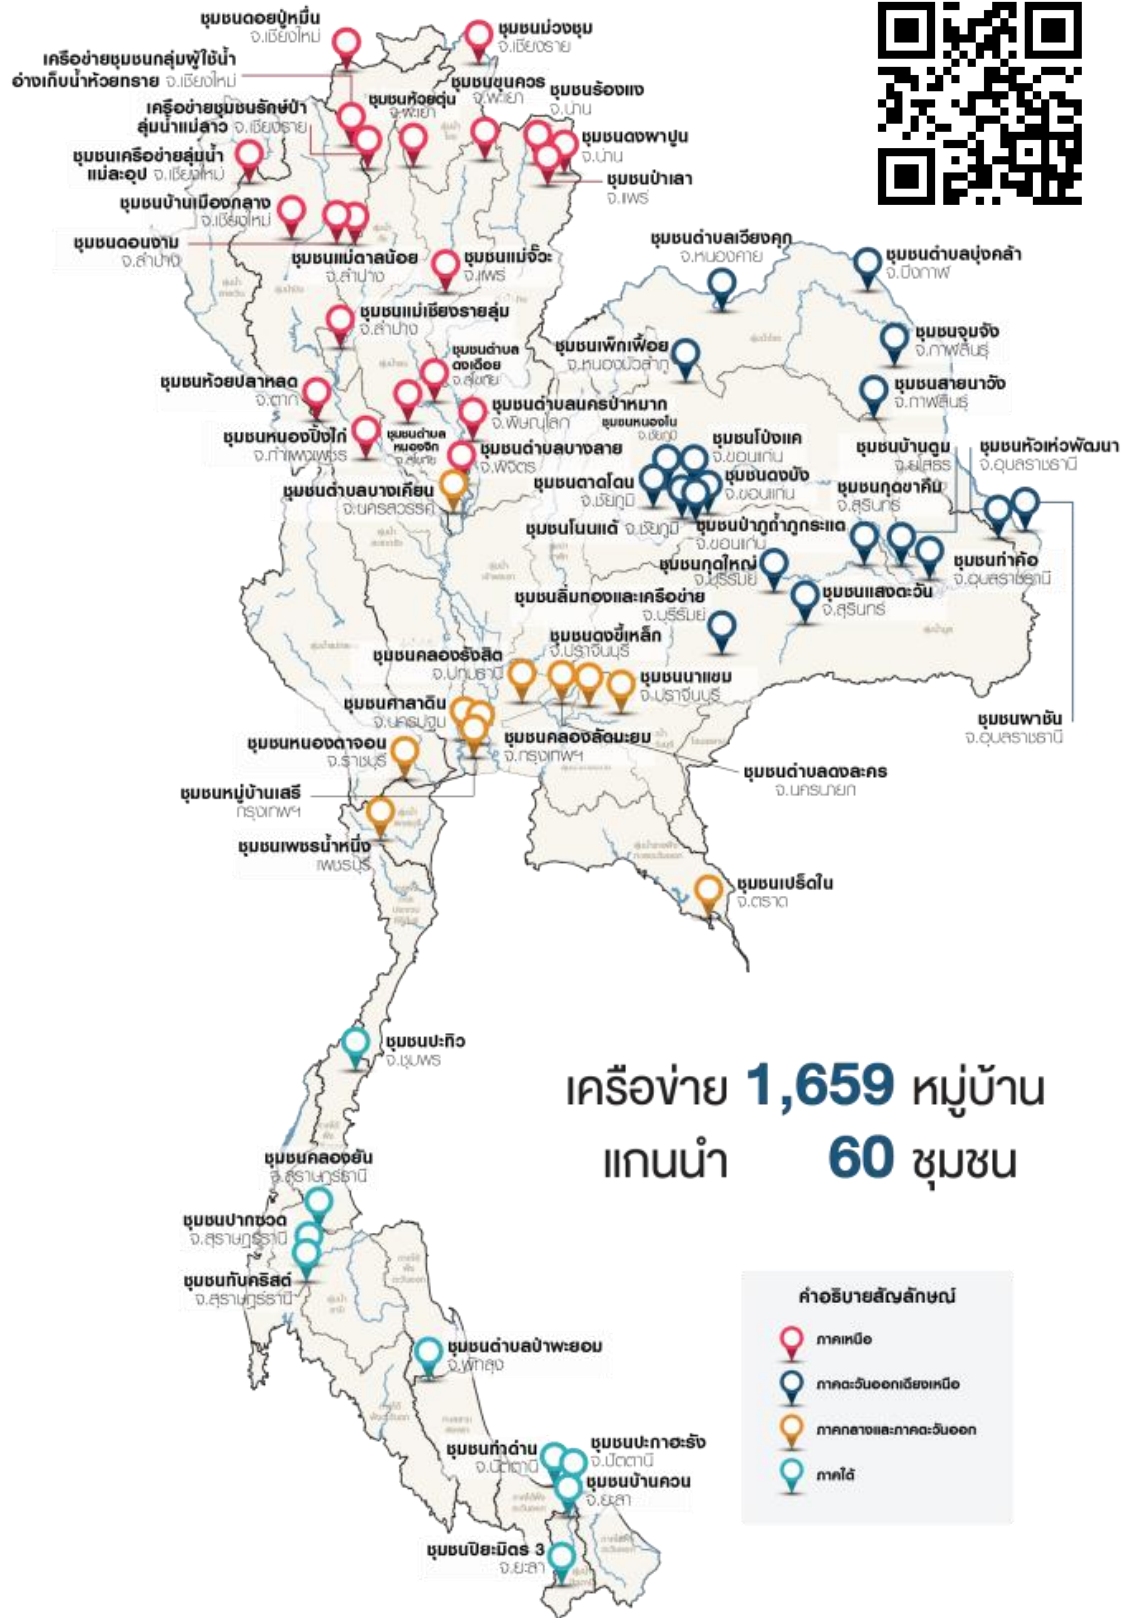 ชุมชนดอยปู่หมื่น
จ.เชียงใหม่
ชุมชนม่วงชุม
จ.เชียงราย
เครือข่ายชุมชนกลุ่มผู้ใช้น้ำ
อ่างเก็บน้ำห้วยทราย จ.เชียงใหม่
ชุมชนขุนควร
จ.พะเยา
ชุมชนร้องแง
จ.น่าน
เครือข่ายชุมชนรักษ์ป่า
ลุ่มน้ำแม่ลาว จ.เชียงราย
ชุมชนห้วยตุ่น
จ.พะเยา
ชุมชนดงผาปูน
จ.น่าน
ชุมชนเครือข่ายลุ่มน้ำ
แม่ละอุป จ.เชียงใหม่
ชุมชนป่าเลา
จ.แพร่
ชุมชนบ้านเมืองกลาง
จ.เชียงใหม่
ชุมชนดอนงาม
จ.ลำปาง
ชุมชนแม่ตาลน้อย
จ.ลำปาง
ชุมชนแม่จั๊วะ
จ.แพร่
ชุมชนตำบลเวียงคุก
จ.หนองคาย
ชุมชนตำบลบุ่งคล้า
จ.บึงกาฬ
ชุมชนแม่เชียงรายลุ่ม
จ.ลำปาง
ชุมชนจุมจัง
จ.กาฬสินธุ์
ชุมชนเพ็กเฟื้อย
จ.หนองบัวลำภู
ชุมชนตำบล
ดงเดือย
จ.สุโขทัย
ชุมชนห้วยปลาหลด
จ.ตาก
ชุมชนสายนาวัง
จ.กาฬสินธุ์
ชุมชนตำบลนครป่าหมาก
จ.พิษณุโลก
ชุมชนหนองปิ้งไก่
จ.กำแพงเพชร
ชุมชนตำบล
หนองจิก
จ.สุโขทัย
ชุมชนตำบลบางลาย
จ.พิจิตร
ชุมชนหนองโน
จ.ชัยภูมิ
ชุมชนโป่งแค
จ.ขอนแก่น
ชุมชนบ้านตูม
จ.ยโสธร
ชุมชนหัวเห่วพัฒนา
จ.อุบลราชธานี
ชุมชนตำบลบางเคียน
จ.นครสวรรค์
ชุมชนตาดโตน
จ.ชัยภูมิ
ชุมชนดงบัง
จ.ขอนแก่น
ชุมชนกุดขาคีม
จ.สุรินทร์
ชุมชนโนนแต้ จ.ชัยภูมิ
ชุมชนป่าภูถ้ำภูกระแต
จ.ขอนแก่น
ชุมชนกุดใหญ่
จ.บุรีรัมย์
ชุมชนท่าค้อ
จ.อุบลราชธานี
ชุมชนลิ่มทองและเครือข่าย
จ.บุรีรัมย์
ชุมชนแสงตะวัน
จ.สุรินทร์
ชุมชนดงขี้เหล็ก
จ.ปราจีนบุรี
ชุมชนคลองรังสิต
จ.ปทุมธานี
ชุมชนนาแขม
จ.ปราจีนบุรี
ชุมชนศาลาดิน
จ.นครปฐม
ชุมชนผาชัน
จ.อุบลราชธานี
ชุมชนหนองตาจอน
จ.ราชบุรี
ชุมชนคลองลัดมะยม
จ.กรุงเทพฯ
ชุมชนตำบลดงละคร
จ.นครนายก
ชุมชนหมู่บ้านเสรี
กรุงเทพฯ
ชุมชนเพชรน้ำหนึ่ง
เพชรบุรี
ชุมชนเปร็ดใน
จ.ตราด
ชุมชนปะทิว
จ.ชุมพร
เครือข่าย 1,659 หมู่บ้าน
แกนนำ 60 ชุมชน
ชุมชนคลองยัน
จ.สุราษฎร์ธานี
ชุมชนปากซวด
จ.สุราษฎร์ธานี
ชุมชนทับคริสต์
จ.สุราษฎร์ธานี
คำอธิบายสัญลักษณ์
ภาคเหนือ
ภาคตะวันออกเฉียงเหนือ
ภาคกลางและภาคตะวันออก
ภาคใต้
ชุมชนตำบลป่าพะยอม
จ.พัทลุง
ชุมชนท่าด่าน
จ.ปัตตานี
ชุมชนปะกาฮะรัง
จ.ปัตตานี
ชุมชนบ้านควน
จ.ยะลา
ชุมชนปิยะมิตร 3
จ.ยะลา